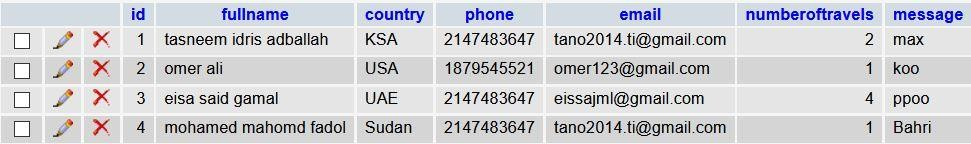 id fullname country phone email numberoftravels message
1 tasneem idris adballah KSA 2147483647 tano2014.ti@gmail.com 2 max
2 omer ali USA 1879545521 omer123@gmail.com 1 koo
3 eisa said gamal UAE 2147483647 eissajml@gmail.com 4 ppoo
4 mohamed mahomd fadol Sudan 2147483647 tano2014.ti@gmail.com 1 Bahri